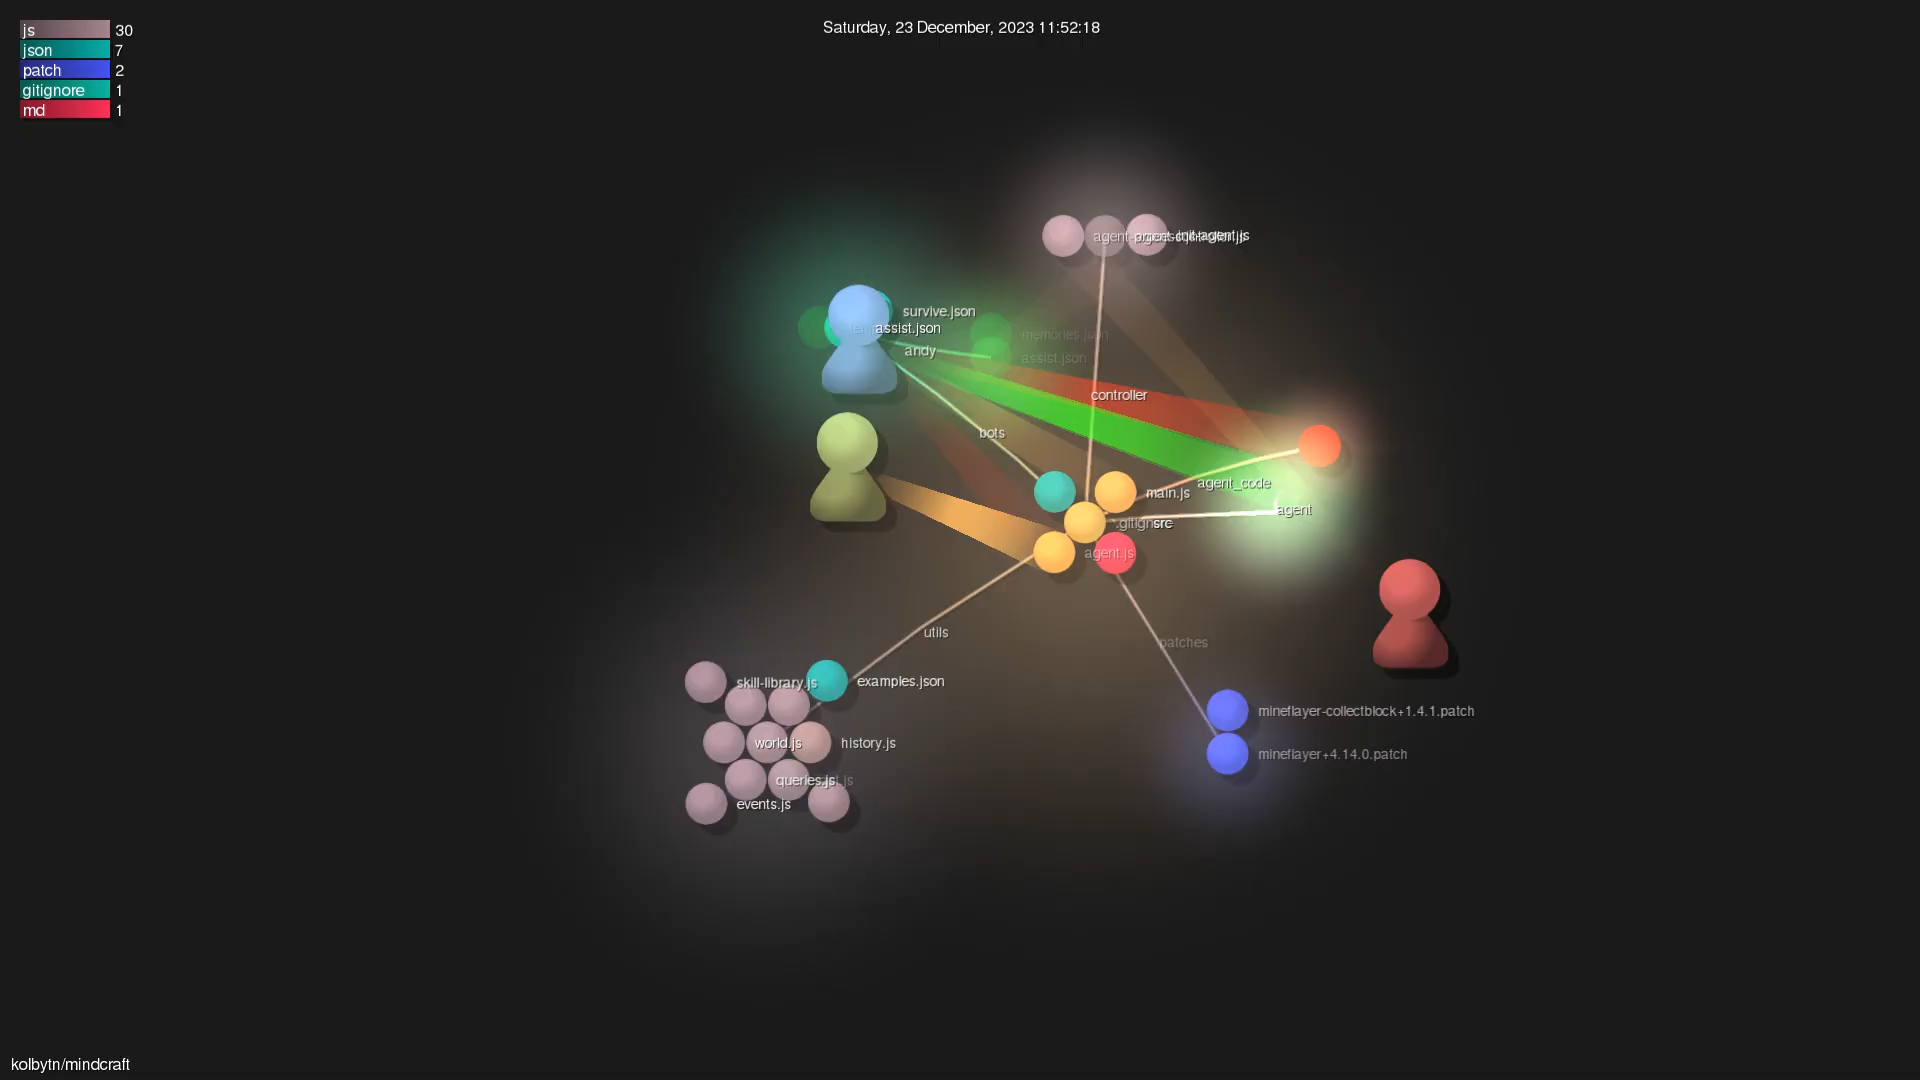 Saturday, 23 December, 2023 11:52:18
js 30
json 7
patch 2
gitignore 1
md 1
survive.json
assist.json
memories.json
andy
assist.json
controller
bots
agent_code
main.js
agent
src
agent.js
utils
patches
skill-library.js
examples.json
mineflayer-collectblock+1.4.1.patch
world.js
history.js
mineflayer+4.14.0.patch
queries.js
events.js
kolbytn/mindcraft